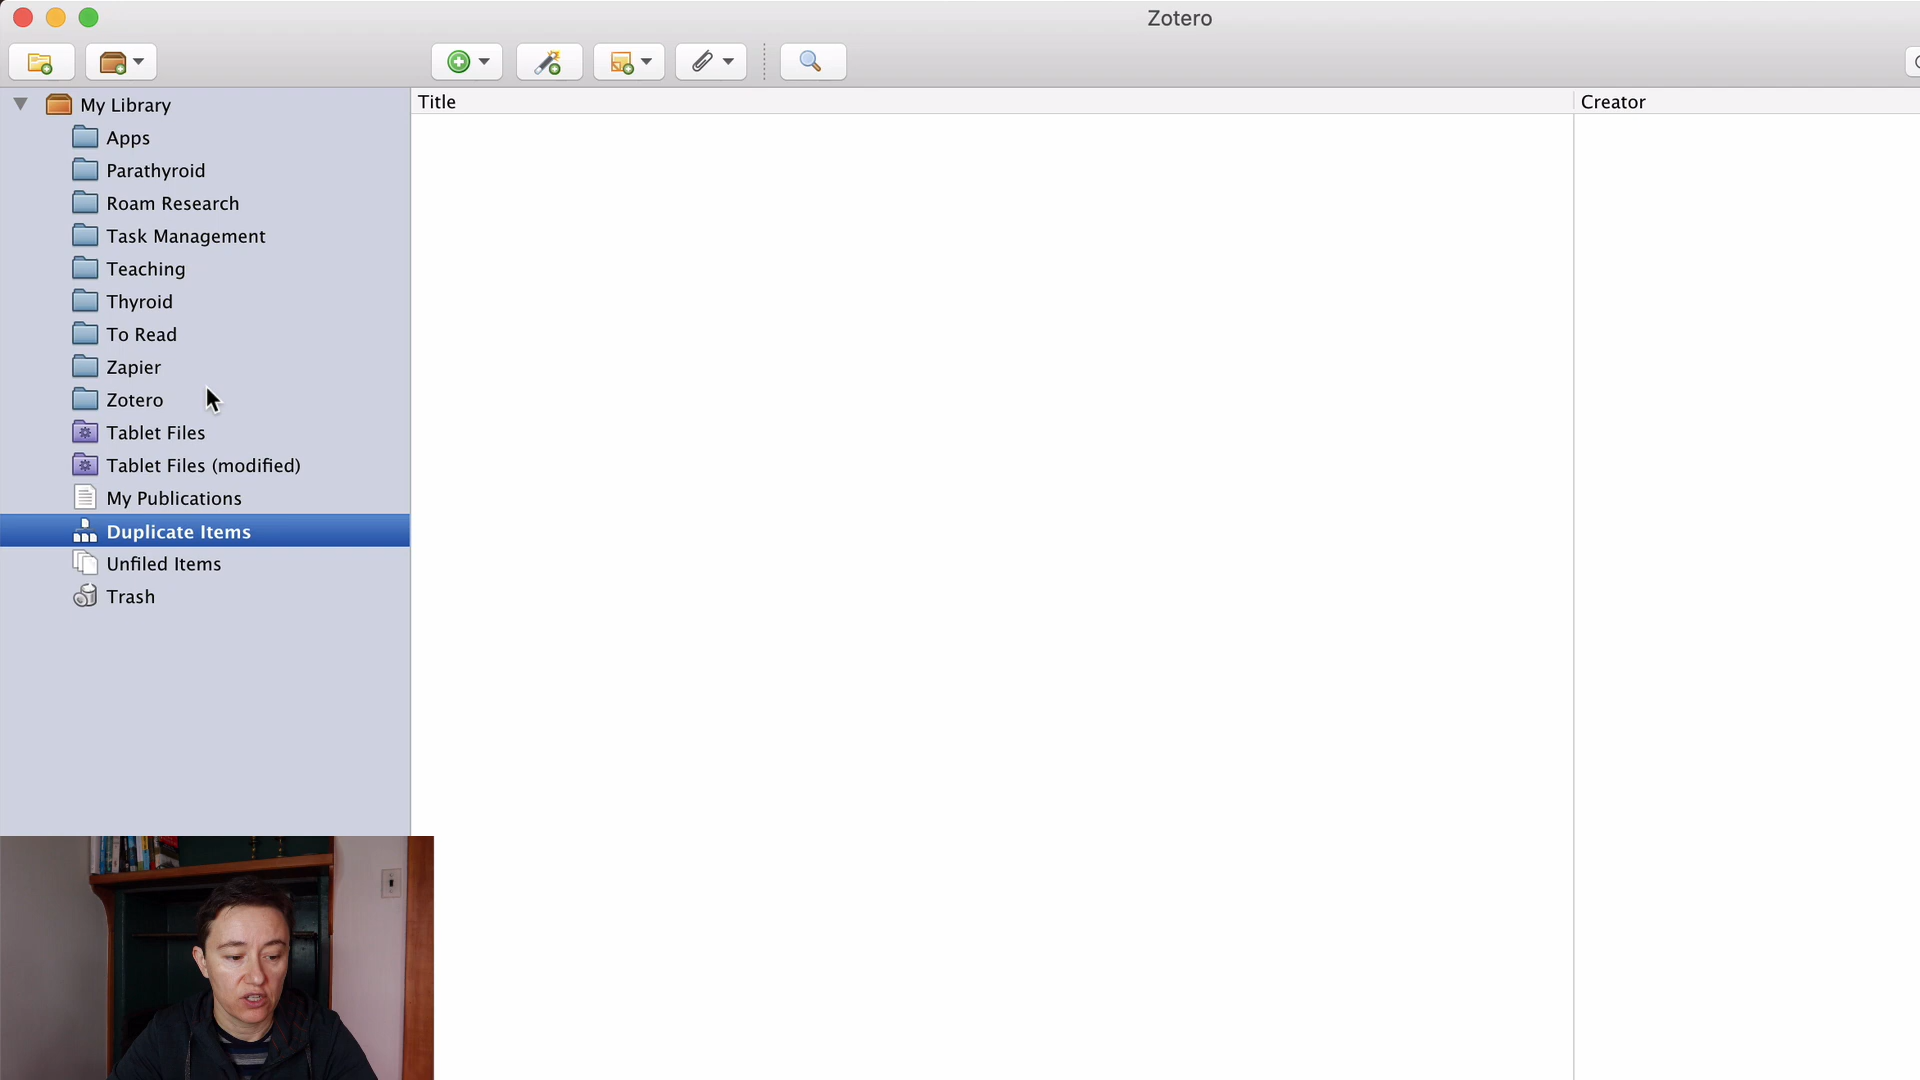 Zotero
Title
Creator
My Library
Apps
Parathyroid
Roam Research
Task Management
Teaching
Thyroid
To Read
Zapier
Zotero
Tablet Files
Tablet Files (modified)
My Publications
Duplicate Items
Unfiled Items
Trash